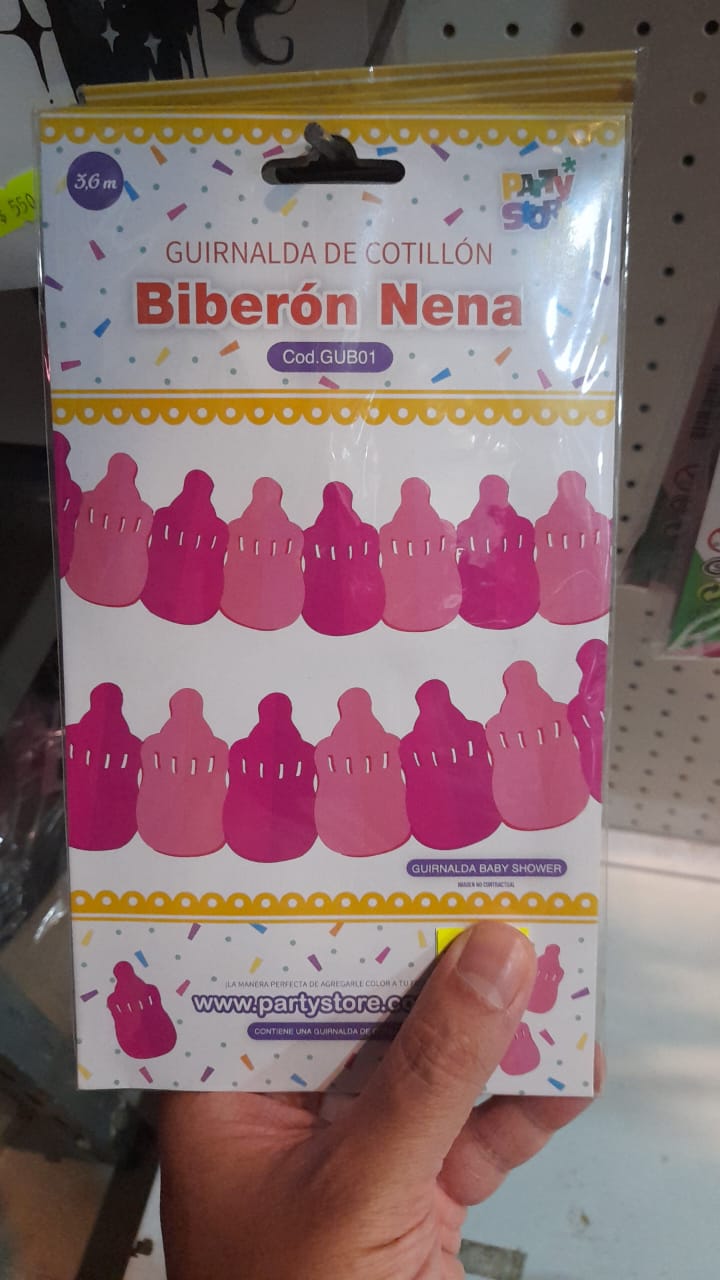 $ 550
3,6 m
PARTY
STORE
GUIRNALDA DE COTILLÓN
Biberón Nena
Cod.GUB01
GUIRNALDA BABY SHOWER
IMAGEN NO CONTRACTUAL
¡LA MANERA PERFECTA DE AGREGARLE COLOR A TU
www.partystore.co
CONTIENE UNA GUIRNALDA DE